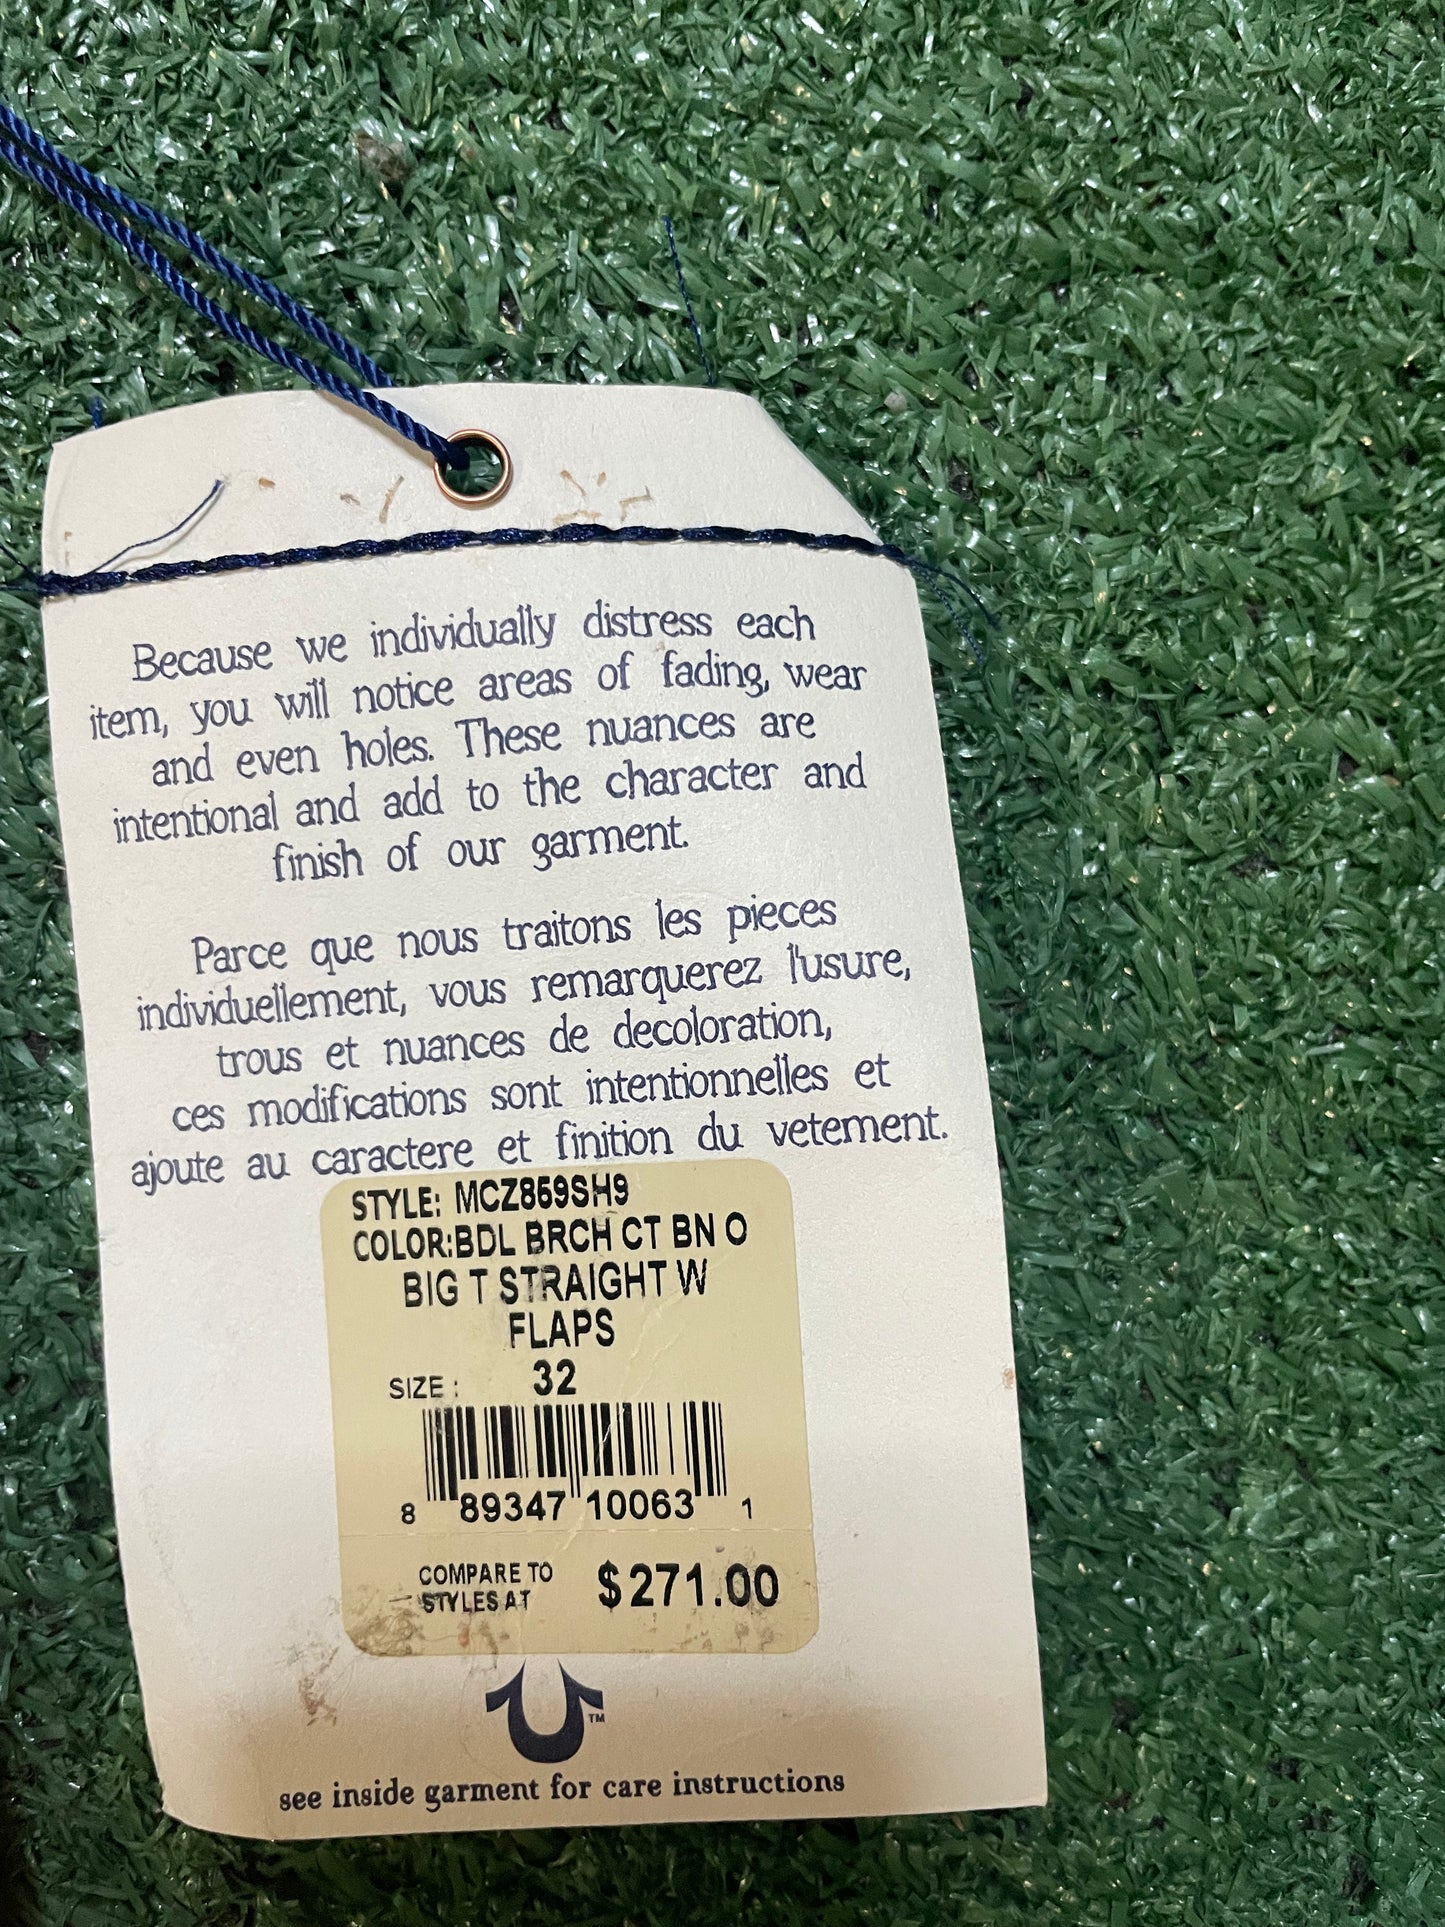 Because we individually distress each
item, you will notice areas of fading, wear
and even holes. These nuances are
intentional and add to the character and
finish of our garment.
Parce que nous traitons les pieces
individuellement, vous remarquerez l'usure,
trous et nuances de decoloration,
ces modifications sont intentionnelles et
ajoute au caractere et finition du vetement.
STYLE: MCZ859SH9
COLOR:BDL BRCH CT BN O
BIG T STRAIGHT W
FLAPS
SIZE : 32
8 89347 10063 1
COMPARE TO
STYLES AT $271.00
TM
see inside garment for care instructions